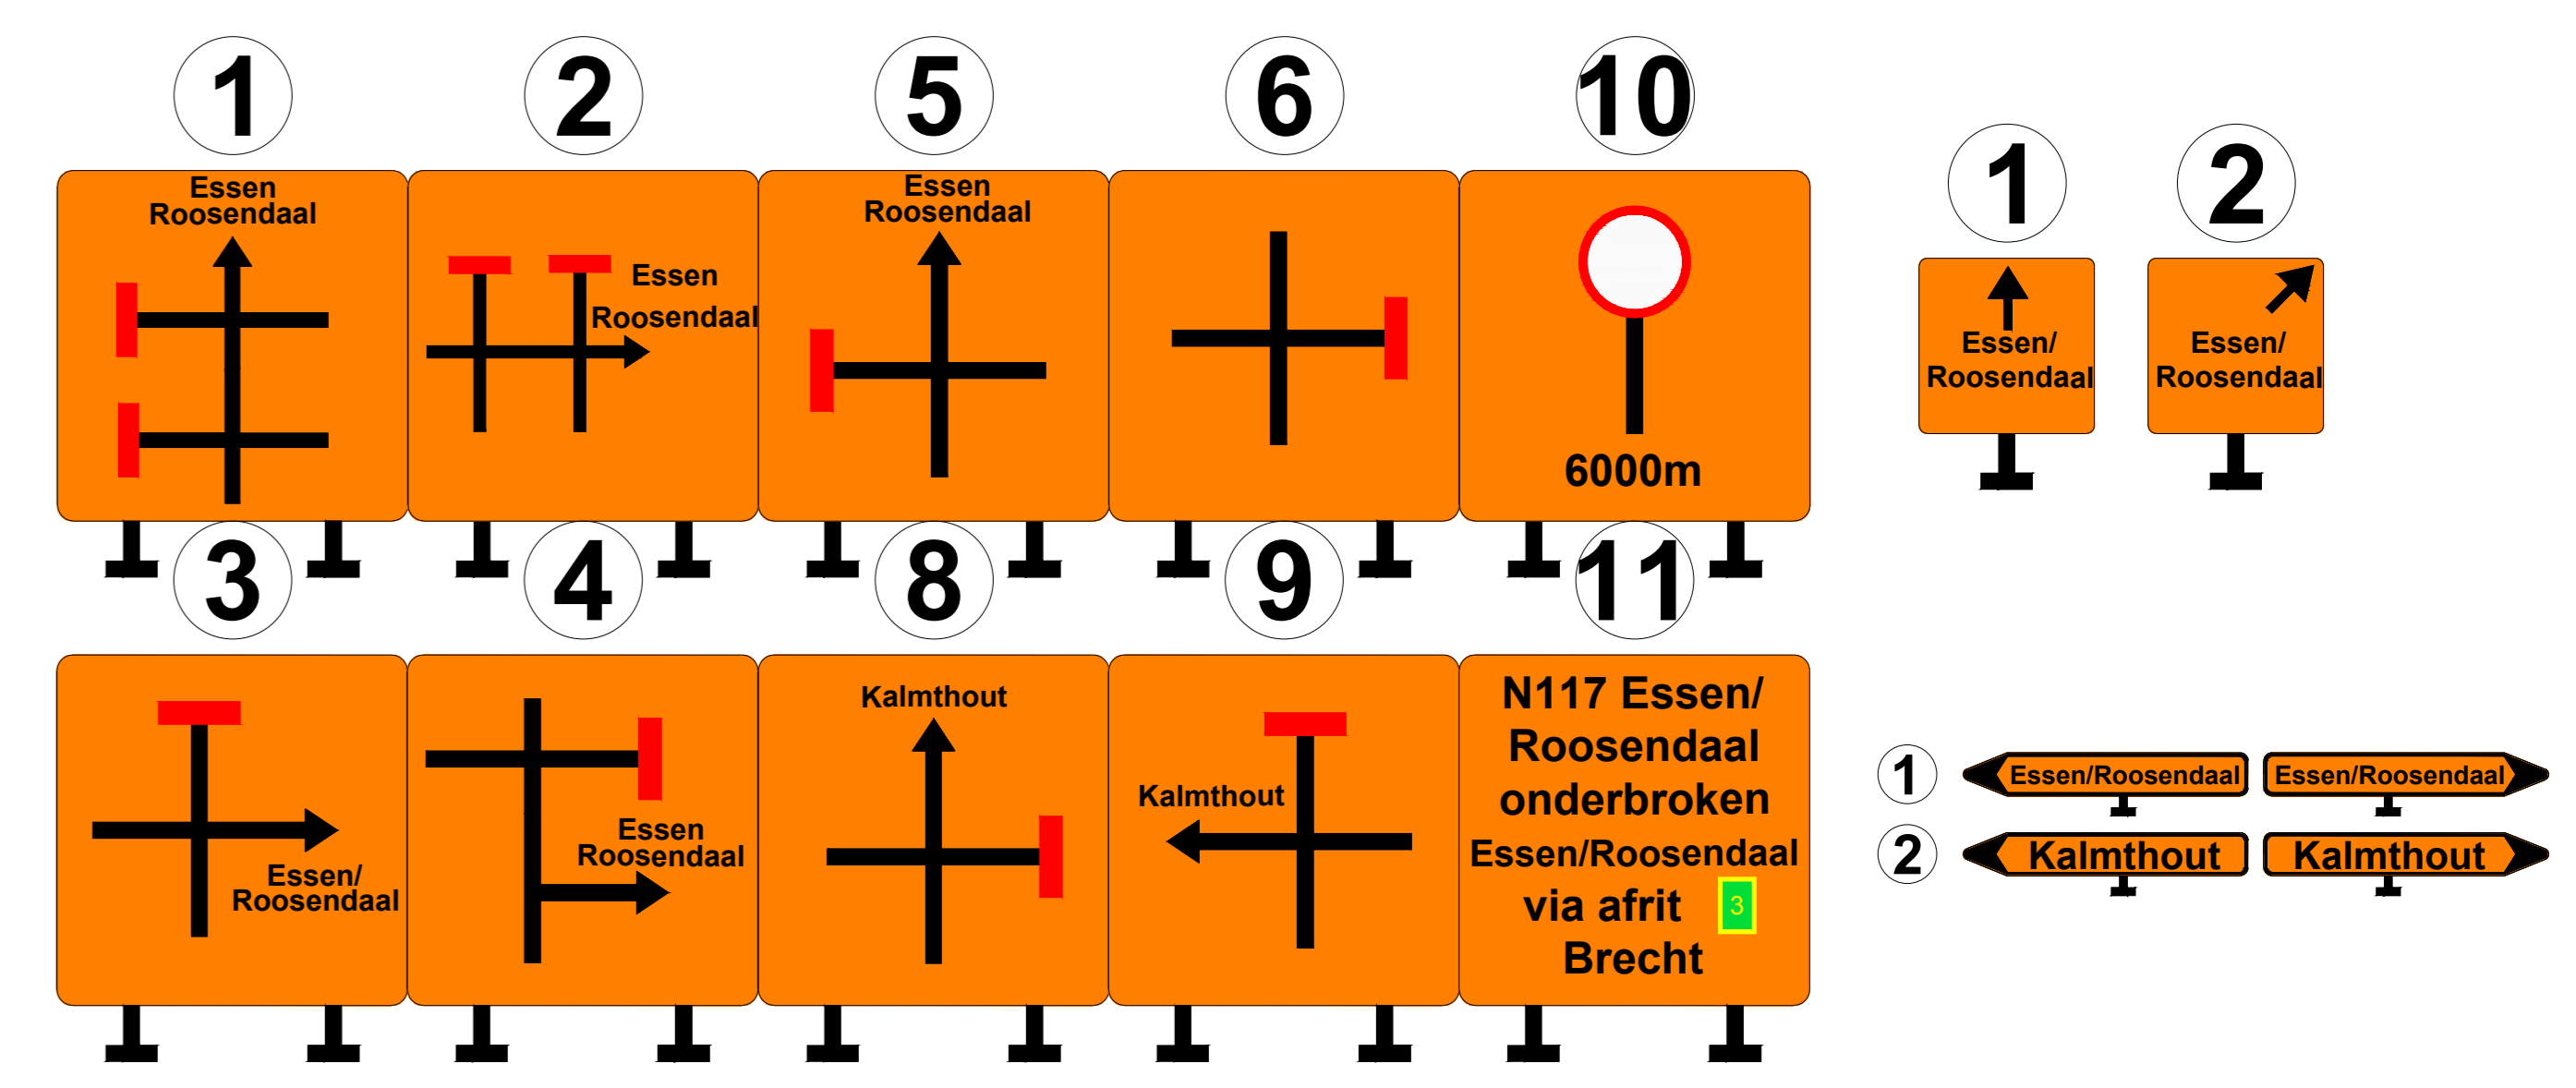 1
2
5
6
10
1
2
Essen
Roosendaal
Essen
Roosendaal
Essen
Roosendaal
6000m
Essen/
Roosendaal
Essen/
Roosendaal
3
4
8
9
11
Essen/
Roosendaal
Essen
Roosendaal
Kalmthout
Kalmthout
N117 Essen/
Roosendaal
onderbroken
Essen/Roosendaal
via afrit 3
Brecht
1
Essen/Roosendaal
Essen/Roosendaal
2
Kalmthout
Kalmthout